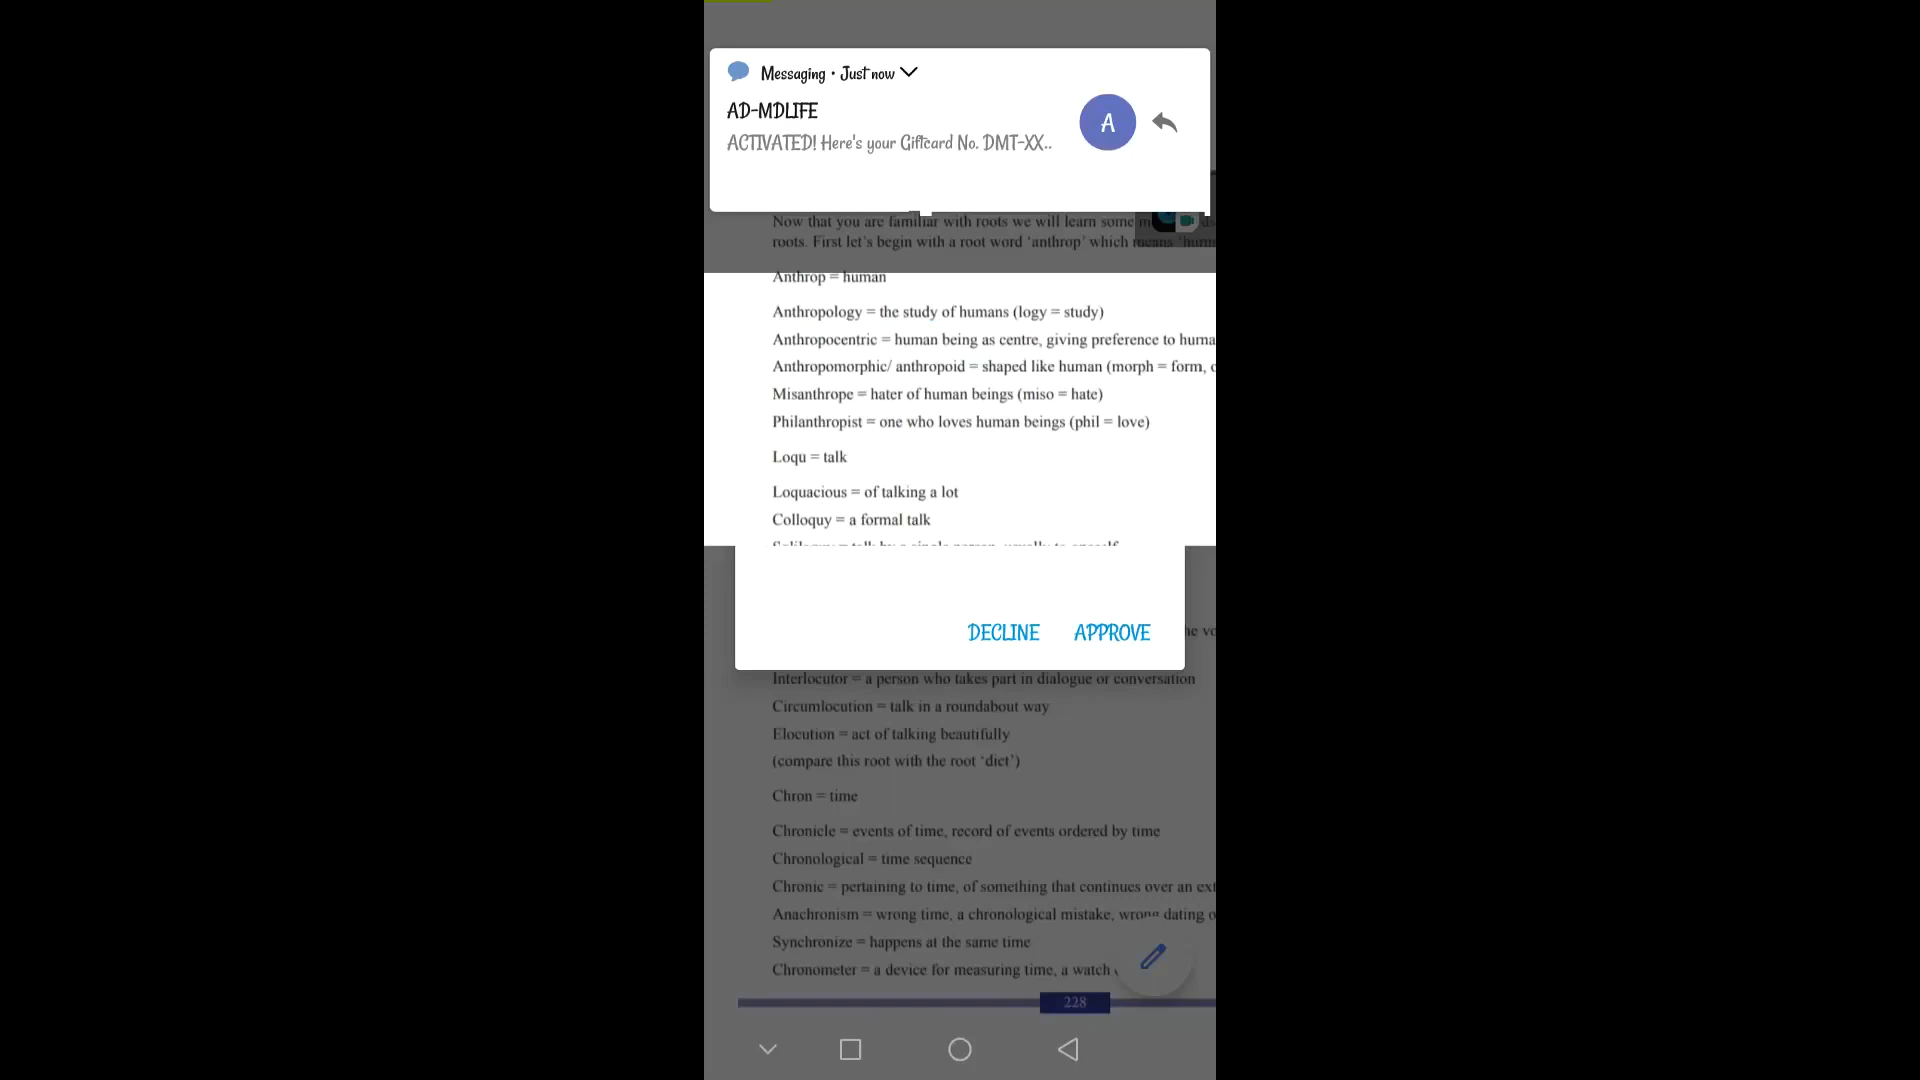 Messaging • Just now
AD-MDLIFE
ACTIVATED! Here's your Giftcard No. DMT-XX..
A
Now that you are familiar with roots we will learn some
roots. First let's begin with a root word ‘anthrop’ which means
Anthrop = human
Anthropology = the study of humans (logy = study)
Anthropocentric = human being as centre, giving preference to huma
Anthropomorphic/ anthropoid = shaped like human (morph = form,
Misanthrope = hater of human beings (miso = hate)
Philanthropist = one who loves human beings (phil = love)
Loqu = talk
Loquacious = of talking a lot
Colloquy = a formal talk
DECLINE APPROVE
Interlocutor = a person who takes part in dialogue or conversation
Circumlocution = talk in a roundabout way
Elocution = act of talking beautifully
(compare this root with the root ‘dict’)
Chron = time
Chronicle = events of time, record of events ordered by time
Chronological = time sequence
Chronic = pertaining to time, of something that continues over an ext
Anachronism = wrong time, a chronological mistake, wrong dating o
Synchronize = happens at the same time
Chronometer = a device for measuring time, a watch
228